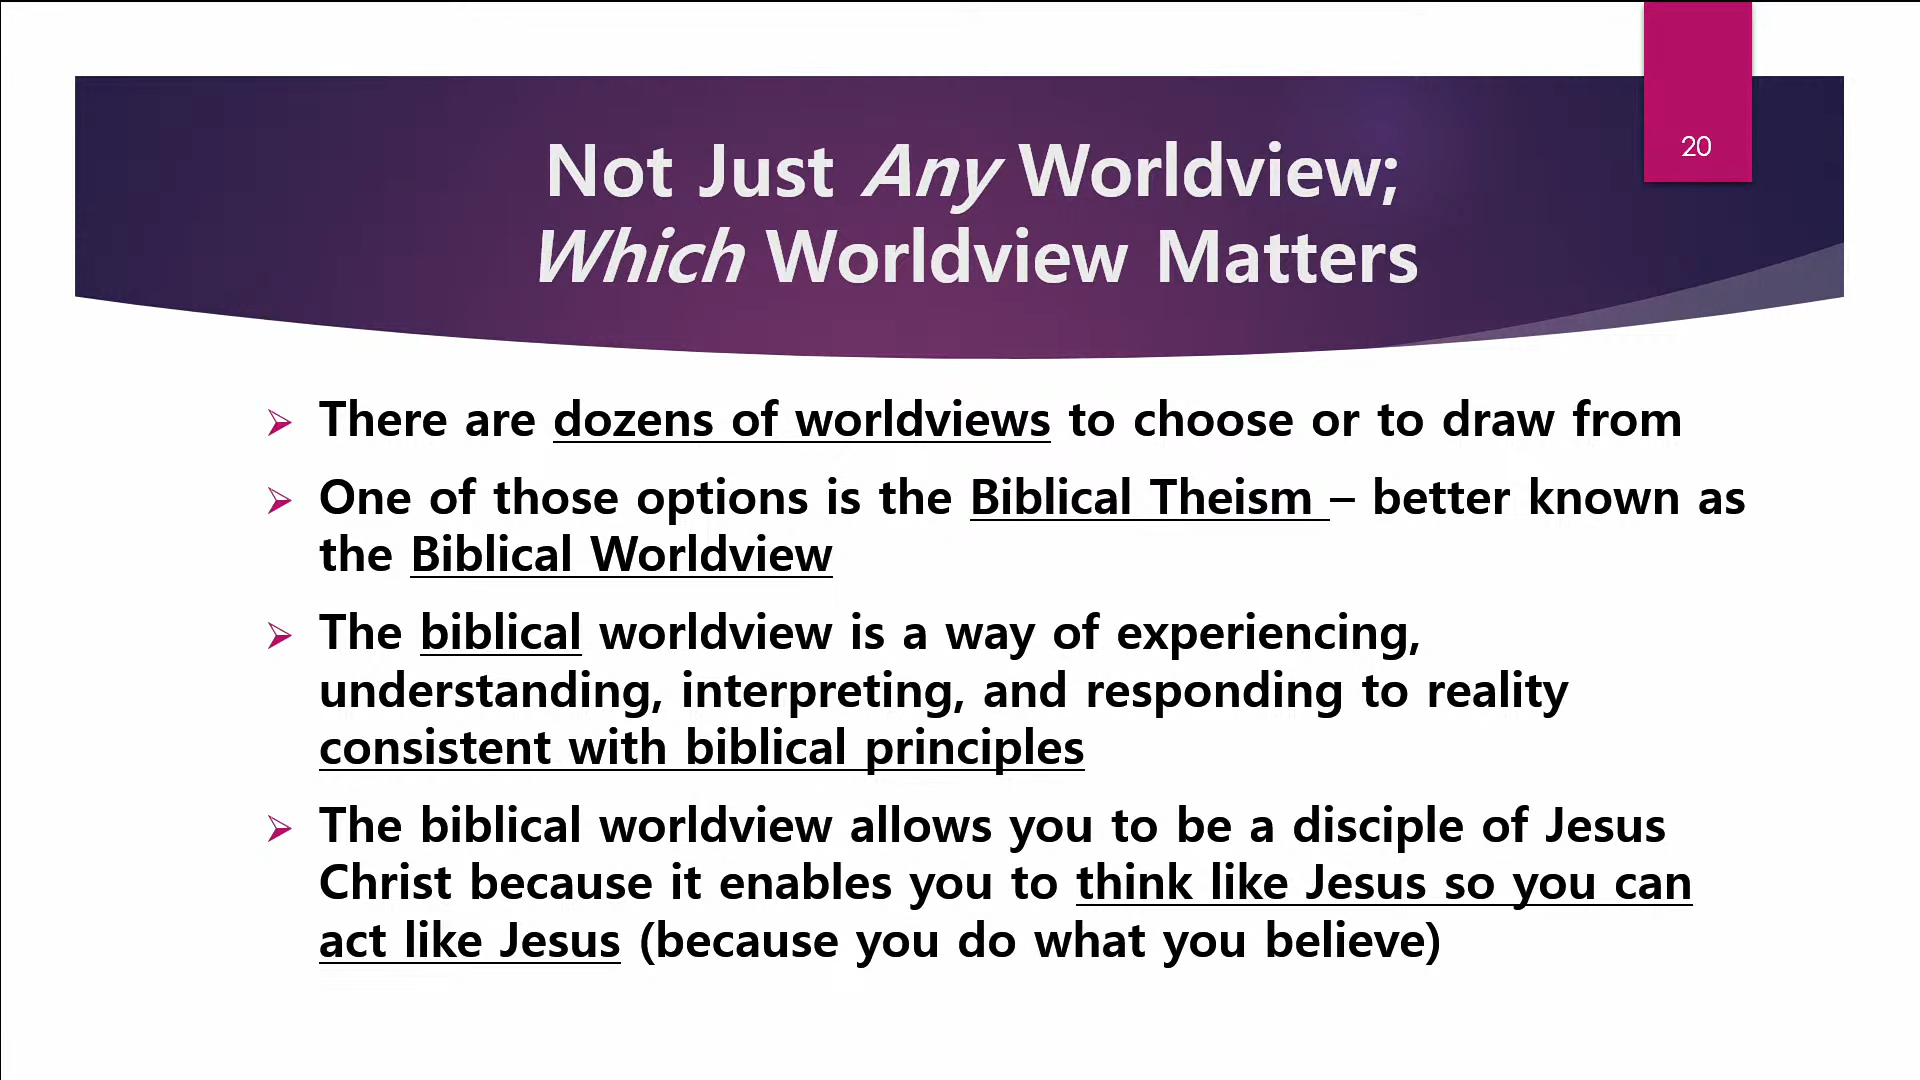 20
Not Just Any Worldview;
Which Worldview Matters
There are dozens of worldviews to choose or to draw from
One of those options is the Biblical Theism – better known as
the Biblical Worldview
The biblical worldview is a way of experiencing,
understanding, interpreting, and responding to reality
consistent with biblical principles
The biblical worldview allows you to be a disciple of Jesus
Christ because it enables you to think like Jesus so you can
act like Jesus (because you do what you believe)